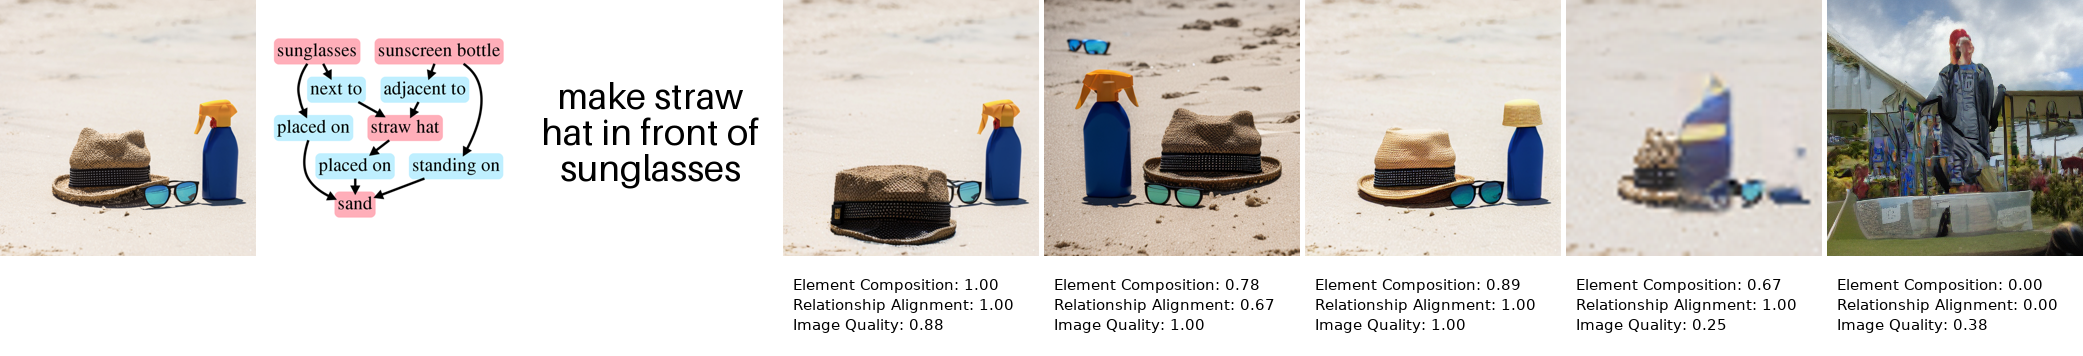 sunglasses
sunscreen bottle
next to
adjacent to
placed on
straw hat
placed on
standing on
sand
make straw
hat in front of
sunglasses
Element Composition: 1.00
Relationship Alignment: 1.00
Image Quality: 0.88
Element Composition: 0.78
Relationship Alignment: 0.67
Image Quality: 1.00
Element Composition: 0.89
Relationship Alignment: 1.00
Image Quality: 1.00
Element Composition: 0.67
Relationship Alignment: 1.00
Image Quality: 0.25
Element Composition: 0.00
Relationship Alignment: 0.00
Image Quality: 0.38